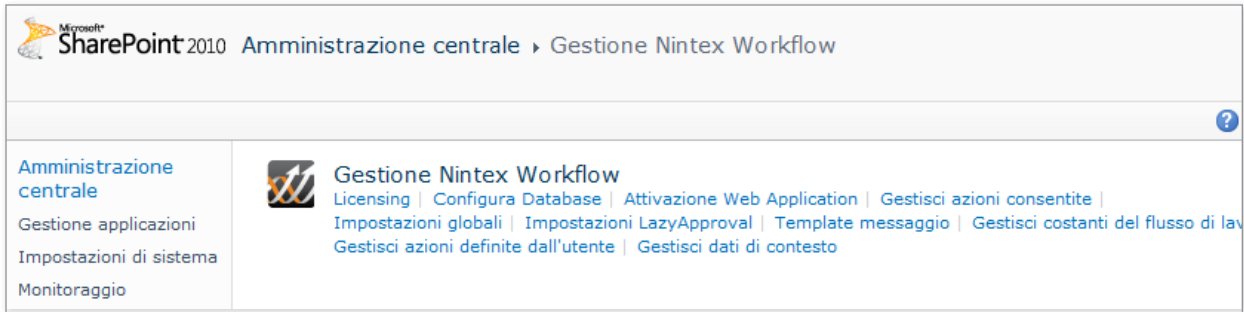 Microsoft SharePoint 2010 Amministrazione centrale Gestione Nintex Workflow
Amministrazione centrale
Gestione applicazioni
Impostazioni di sistema
Monitoraggio
Gestione Nintex Workflow
Licensing | Configura Database | Attivazione Web Application | Gestisci azioni consentite |
Impostazioni globali | Impostazioni LazyApproval | Template messaggio | Gestisci costanti del flusso di lav
Gestisci azioni definite dall'utente | Gestisci dati di contesto